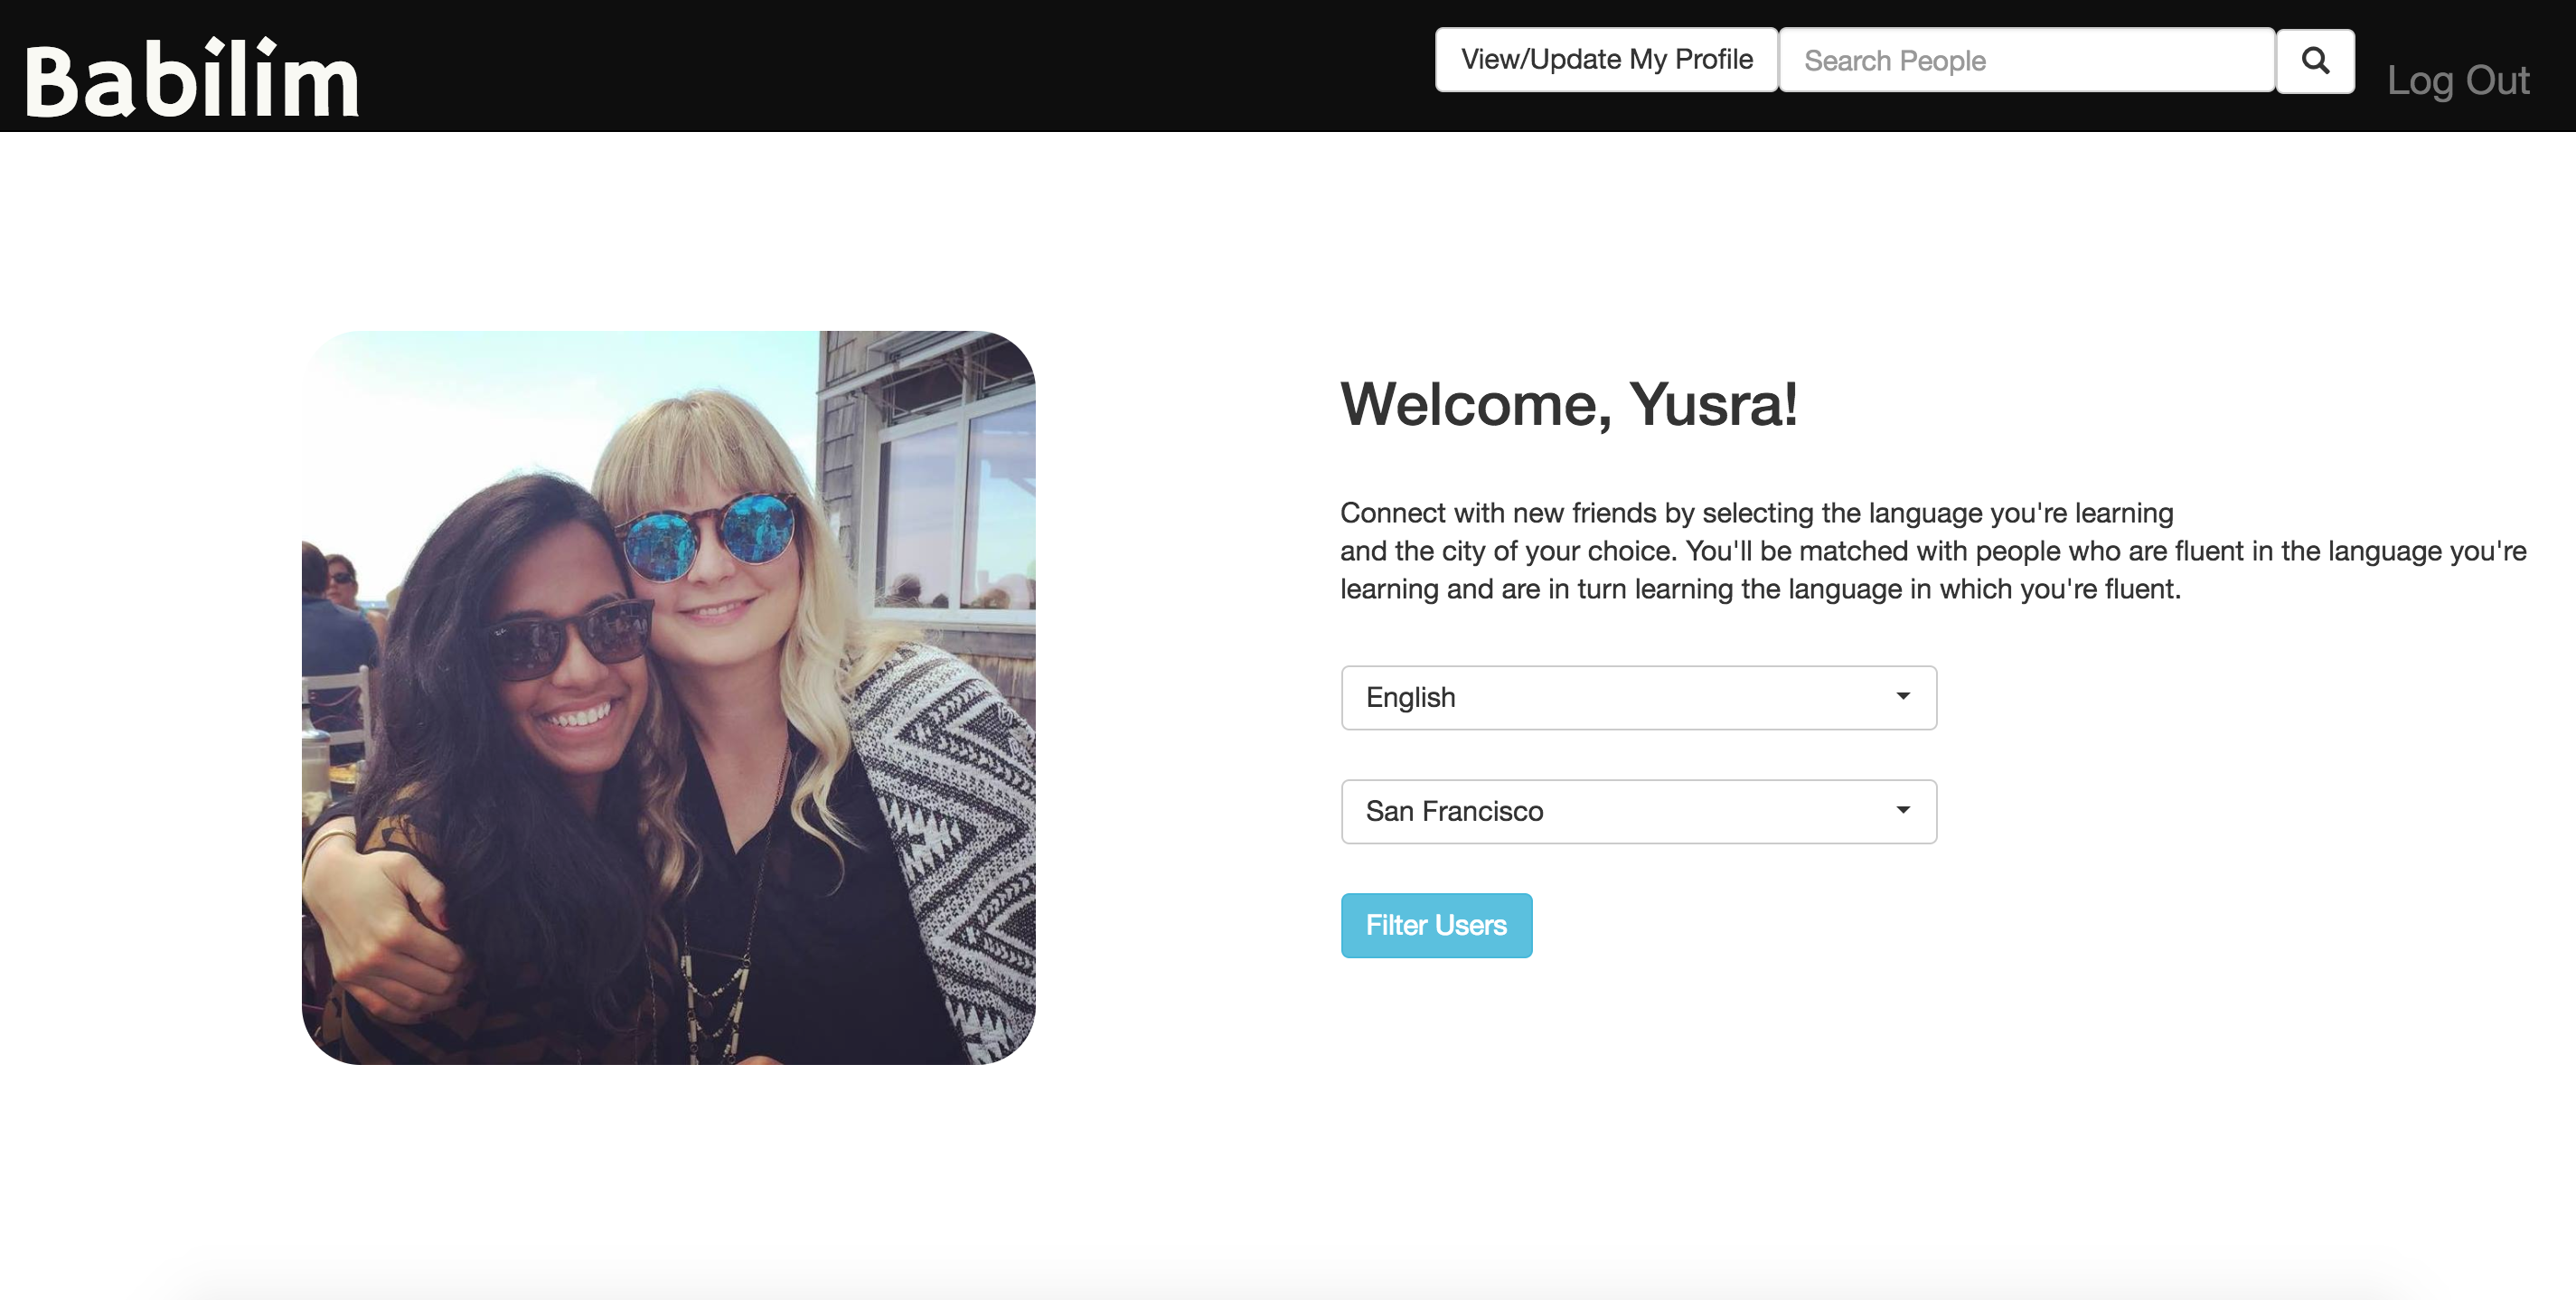 Babilim
View/Update My Profile
Search People
Log Out
Welcome, Yusra!
Connect with new friends by selecting the language you're learning
and the city of your choice. You'll be matched with people who are fluent in the language you're
learning and are in turn learning the language in which you're fluent.
English
San Francisco
Filter Users